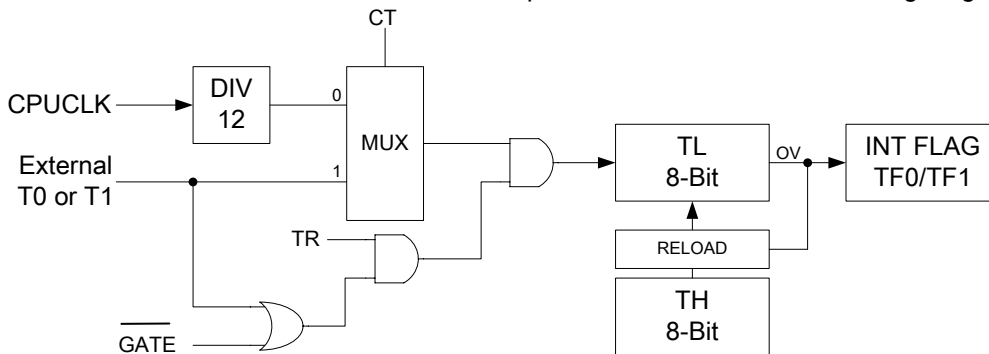 CT
DIV
12
CPUCLK
0
MUX
External
T0 or T1
1
TR
GATE
TL
8-Bit
OV
INT FLAG
TF0/TF1
RELOAD
TH
8-Bit